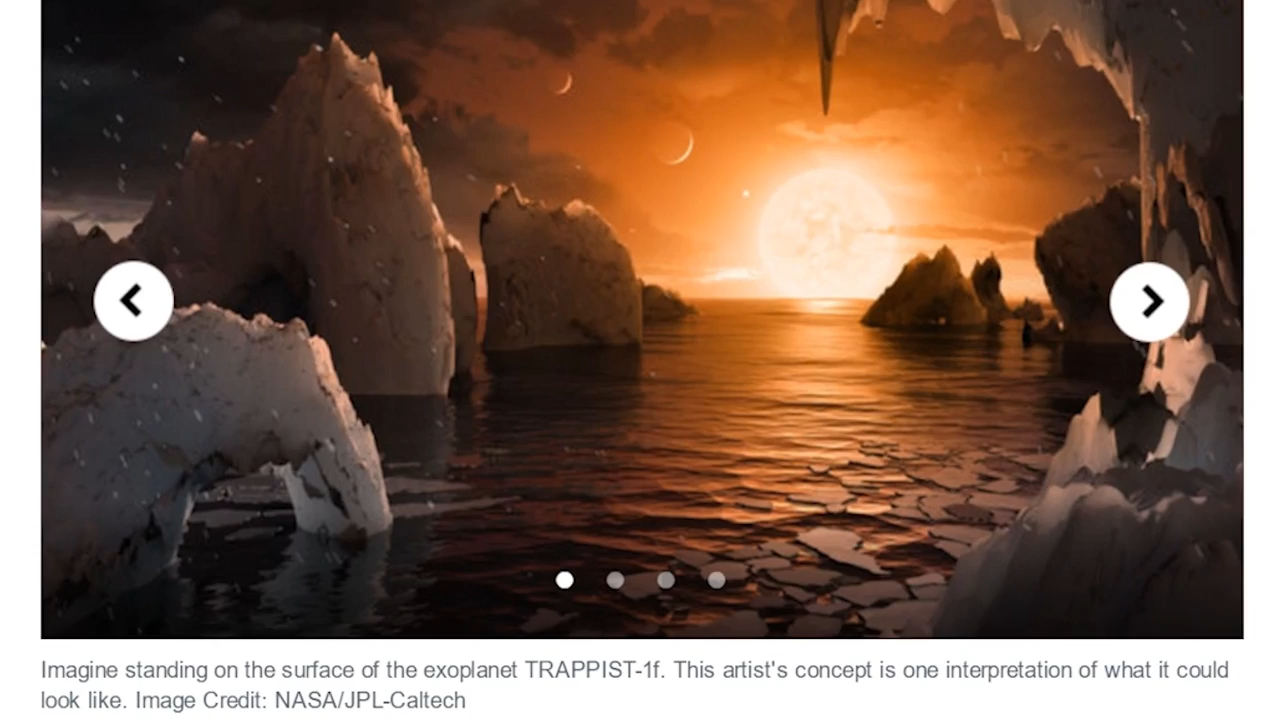 Imagine standing on the surface of the exoplanet TRAPPIST-1f. This artist's concept is one interpretation of what it could
look like. Image Credit: NASA/JPL-Caltech